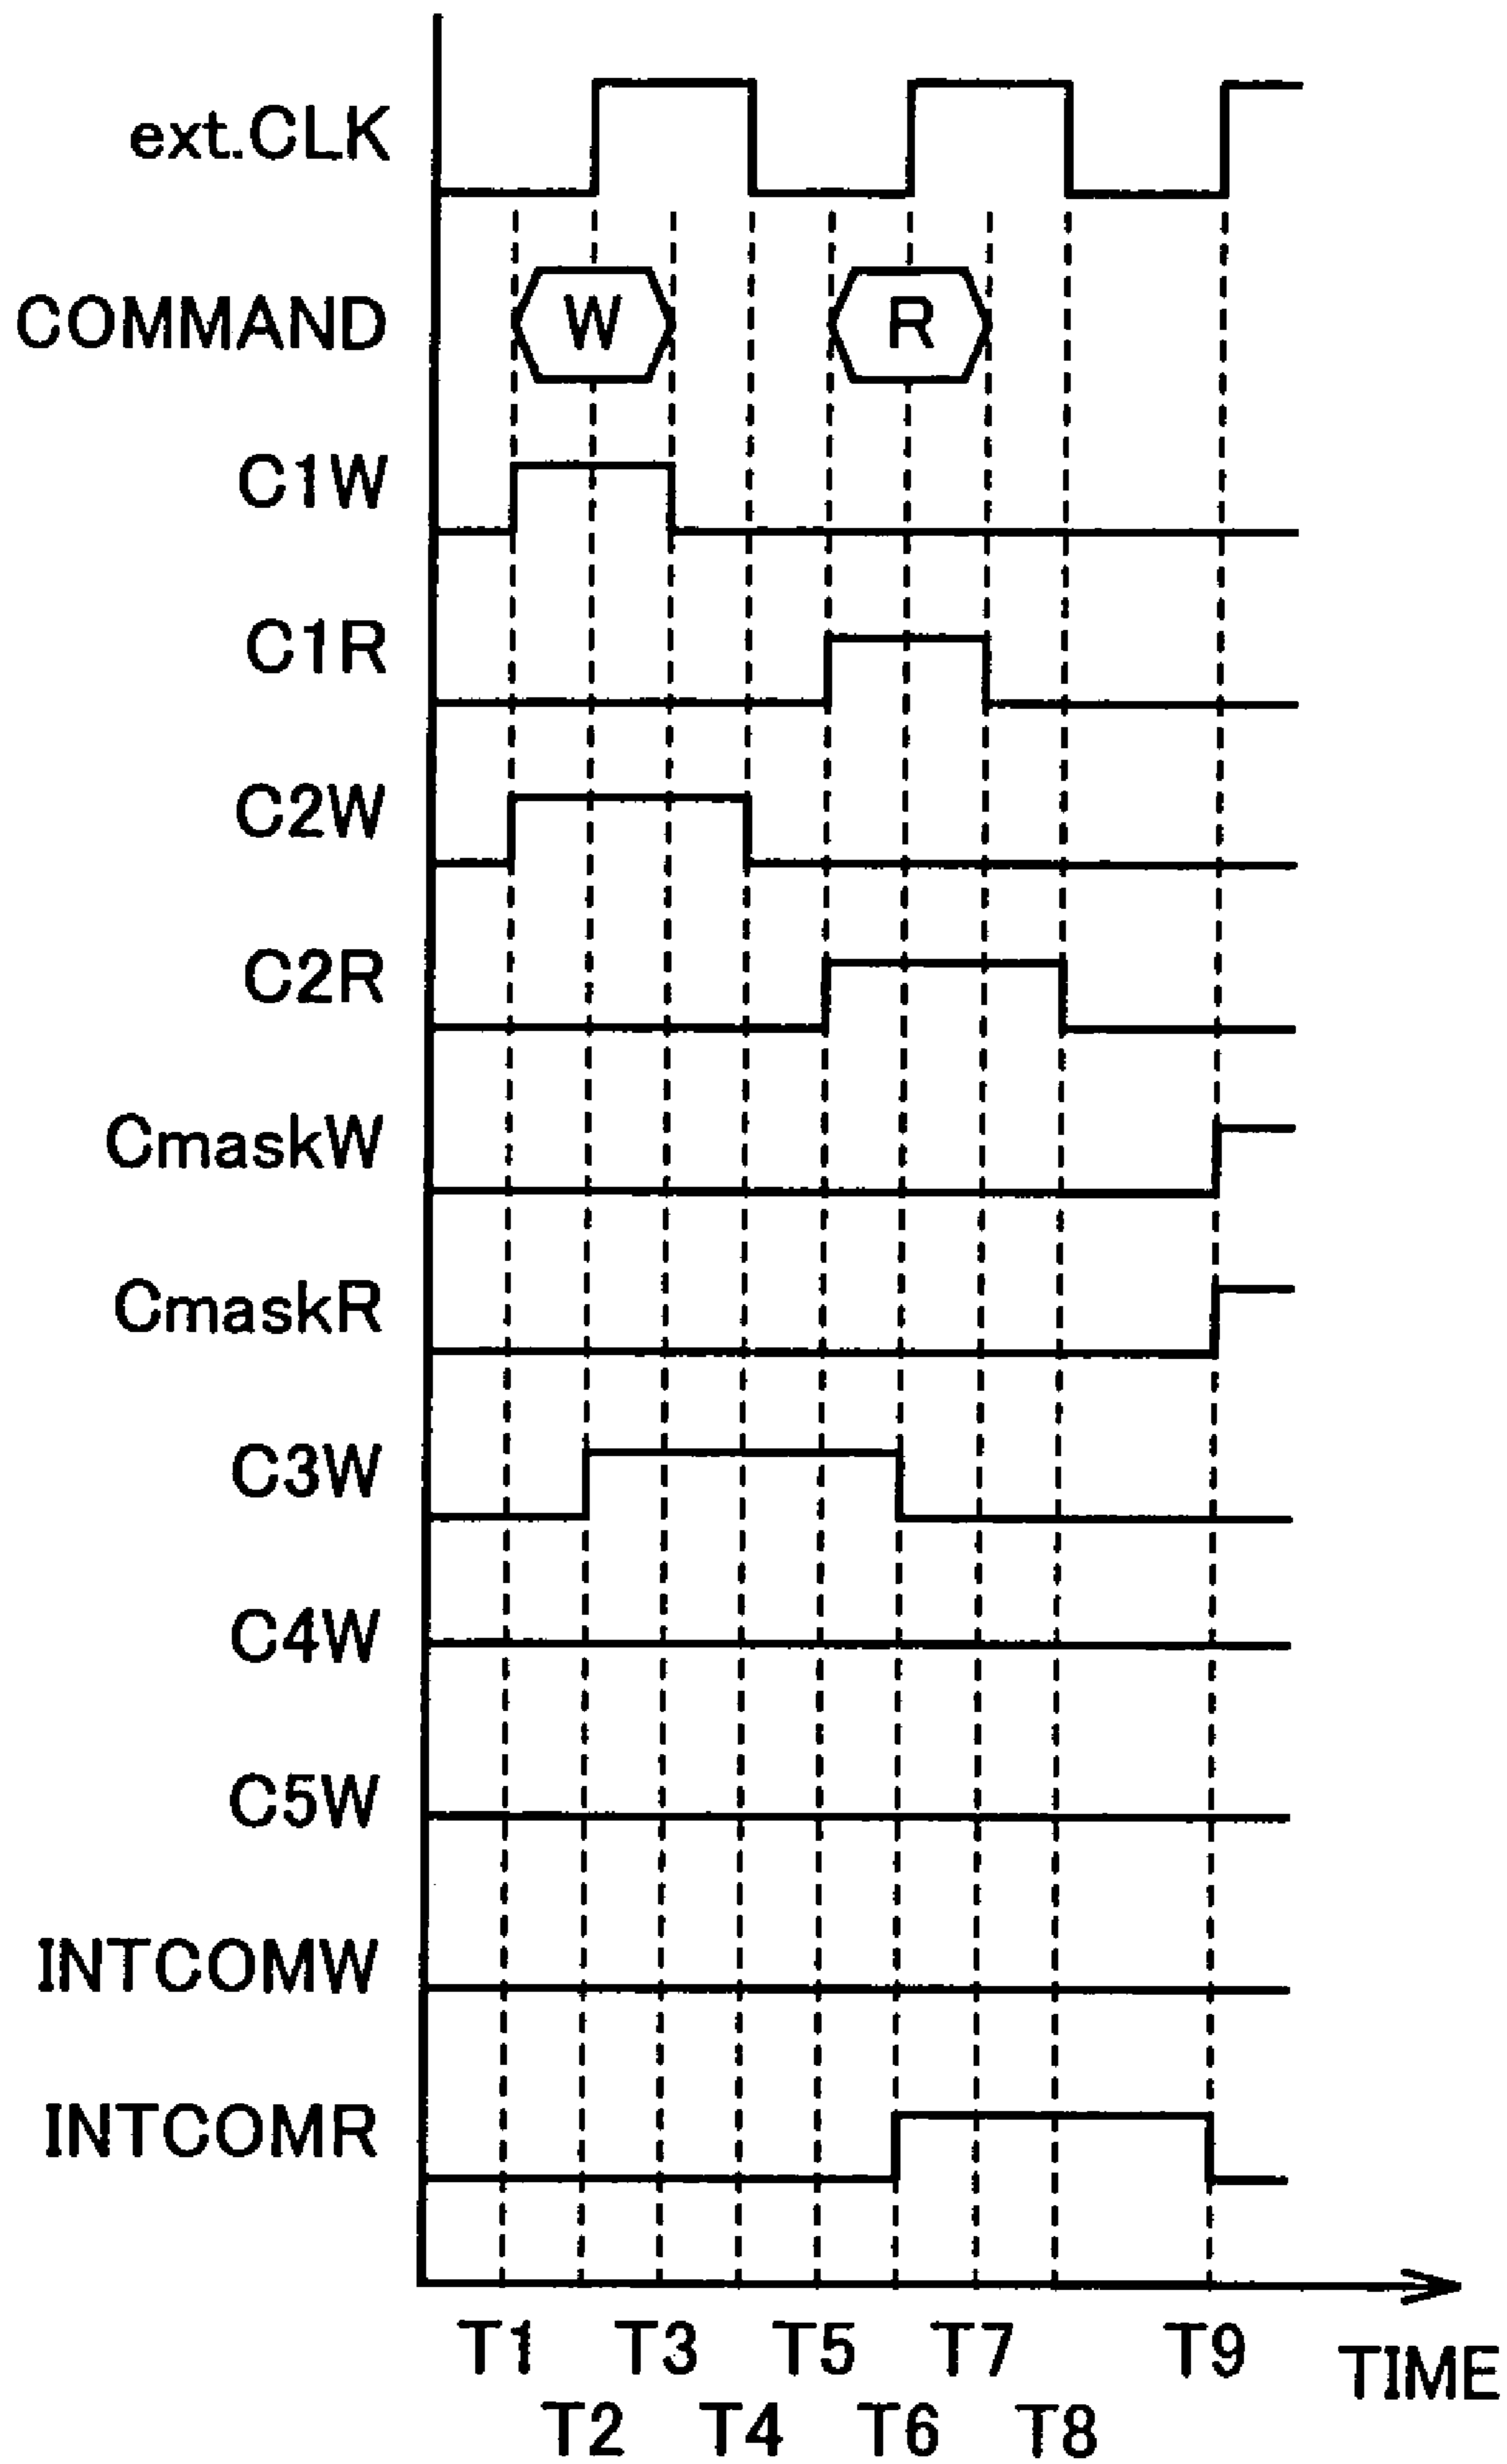 ext.CLK
COMMAND W R
C1W
C1R
C2W
C2R
CmaskW
CmaskR
C3W
C4W
C5W
INTCOMW
INTCOMR
T1 T3 T5 T7 T9 TIME
T2 T4 T6 T8